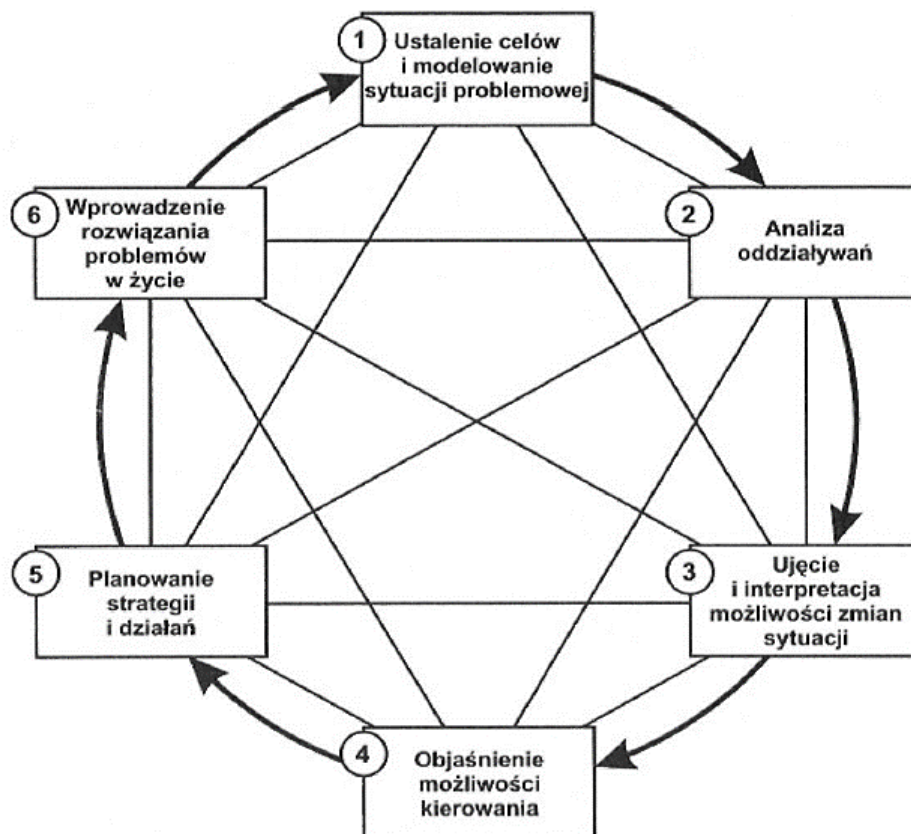 1
Ustalenie celów
i modelowanie
sytuacji problemowej
2
Analiza
oddziaływań
3
Ujęcie
i interpretacja
możliwości zmian
sytuacji
4
Objaśnienie
możliwości
kierowania
5
Planowanie
strategii
i działań
6
Wprowadzenie
rozwiązania
problemów
w życie